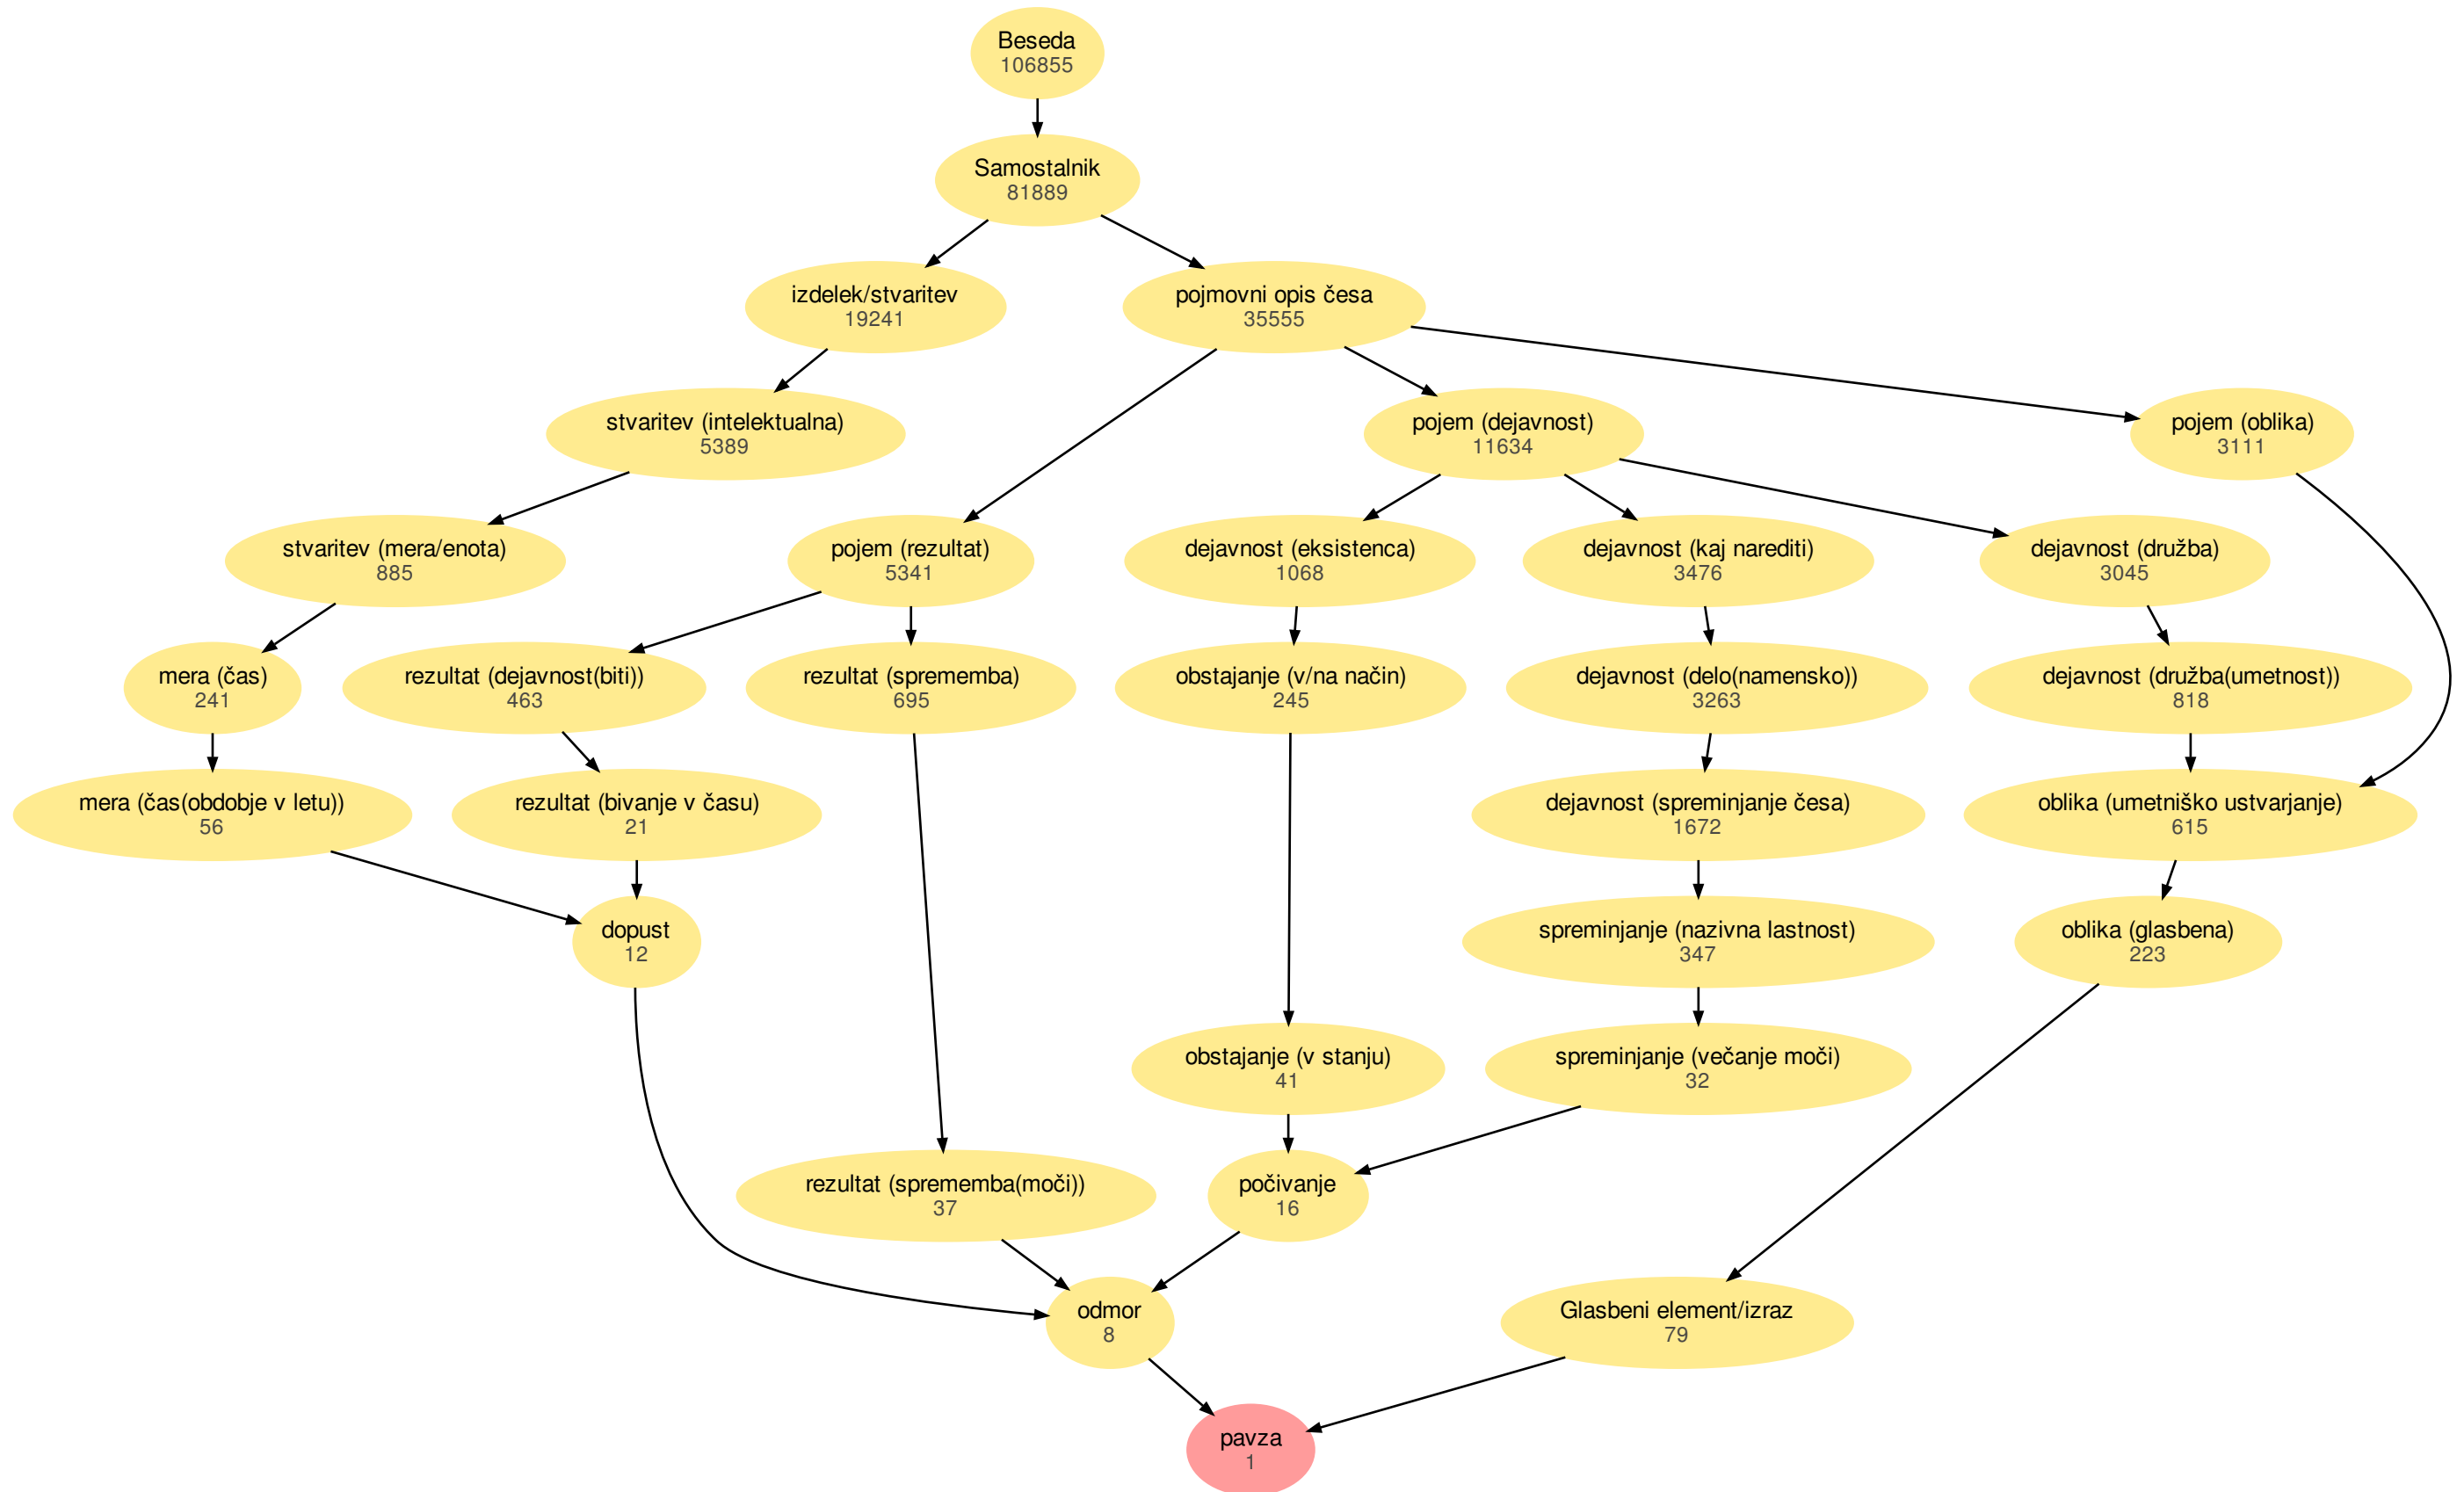 Beseda
106855
Samostalnik
81889
izdelek/stvaritev
19241
pojmovni opis česa
35555
stvaritev (intelektualna)
5389
pojem (dejavnost)
11634
pojem (oblika)
3111
stvaritev (mera/enota)
885
pojem (rezultat)
5341
dejavnost (eksistenca)
1068
dejavnost (kaj narediti)
3476
dejavnost (družba)
3045
mera (čas)
241
rezultat (dejavnost(biti))
463
rezultat (sprememba)
695
obstajanje (v/na način)
245
dejavnost (delo(namensko))
3263
dejavnost (družba(umetnost))
818
mera (čas(obdobje v letu))
56
rezultat (bivanje v času)
21
dejavnost (spreminjanje česa)
1672
oblika (umetniško ustvarjanje)
615
dopust
12
spreminjanje (nazivna lastnost)
347
oblika (glasbena)
223
obstajanje (v stanju)
41
spreminjanje (večanje moči)
32
rezultat (sprememba(moči))
37
počivanje
16
odmor
8
Glasbeni element/izraz
79
pavza
1